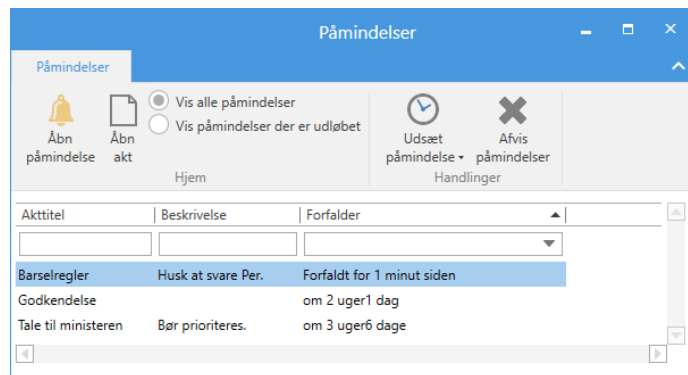 Påmindelser
Påmindelser
Åbn påmindelse
Åbn akt
Vis alle påmindelser
Vis påmindelser der er udløbet
Udsæt påmindelse
Afvis påmindelser
Hjem
Handlinger
Akttitel Beskrivelse Forfalder
Barselregler Husk at svare Per. Forfaldt for 1 minut siden
Godkendelse om 2 uger1 dag
Tale til ministeren Bør prioriteres. om 3 uger6 dage